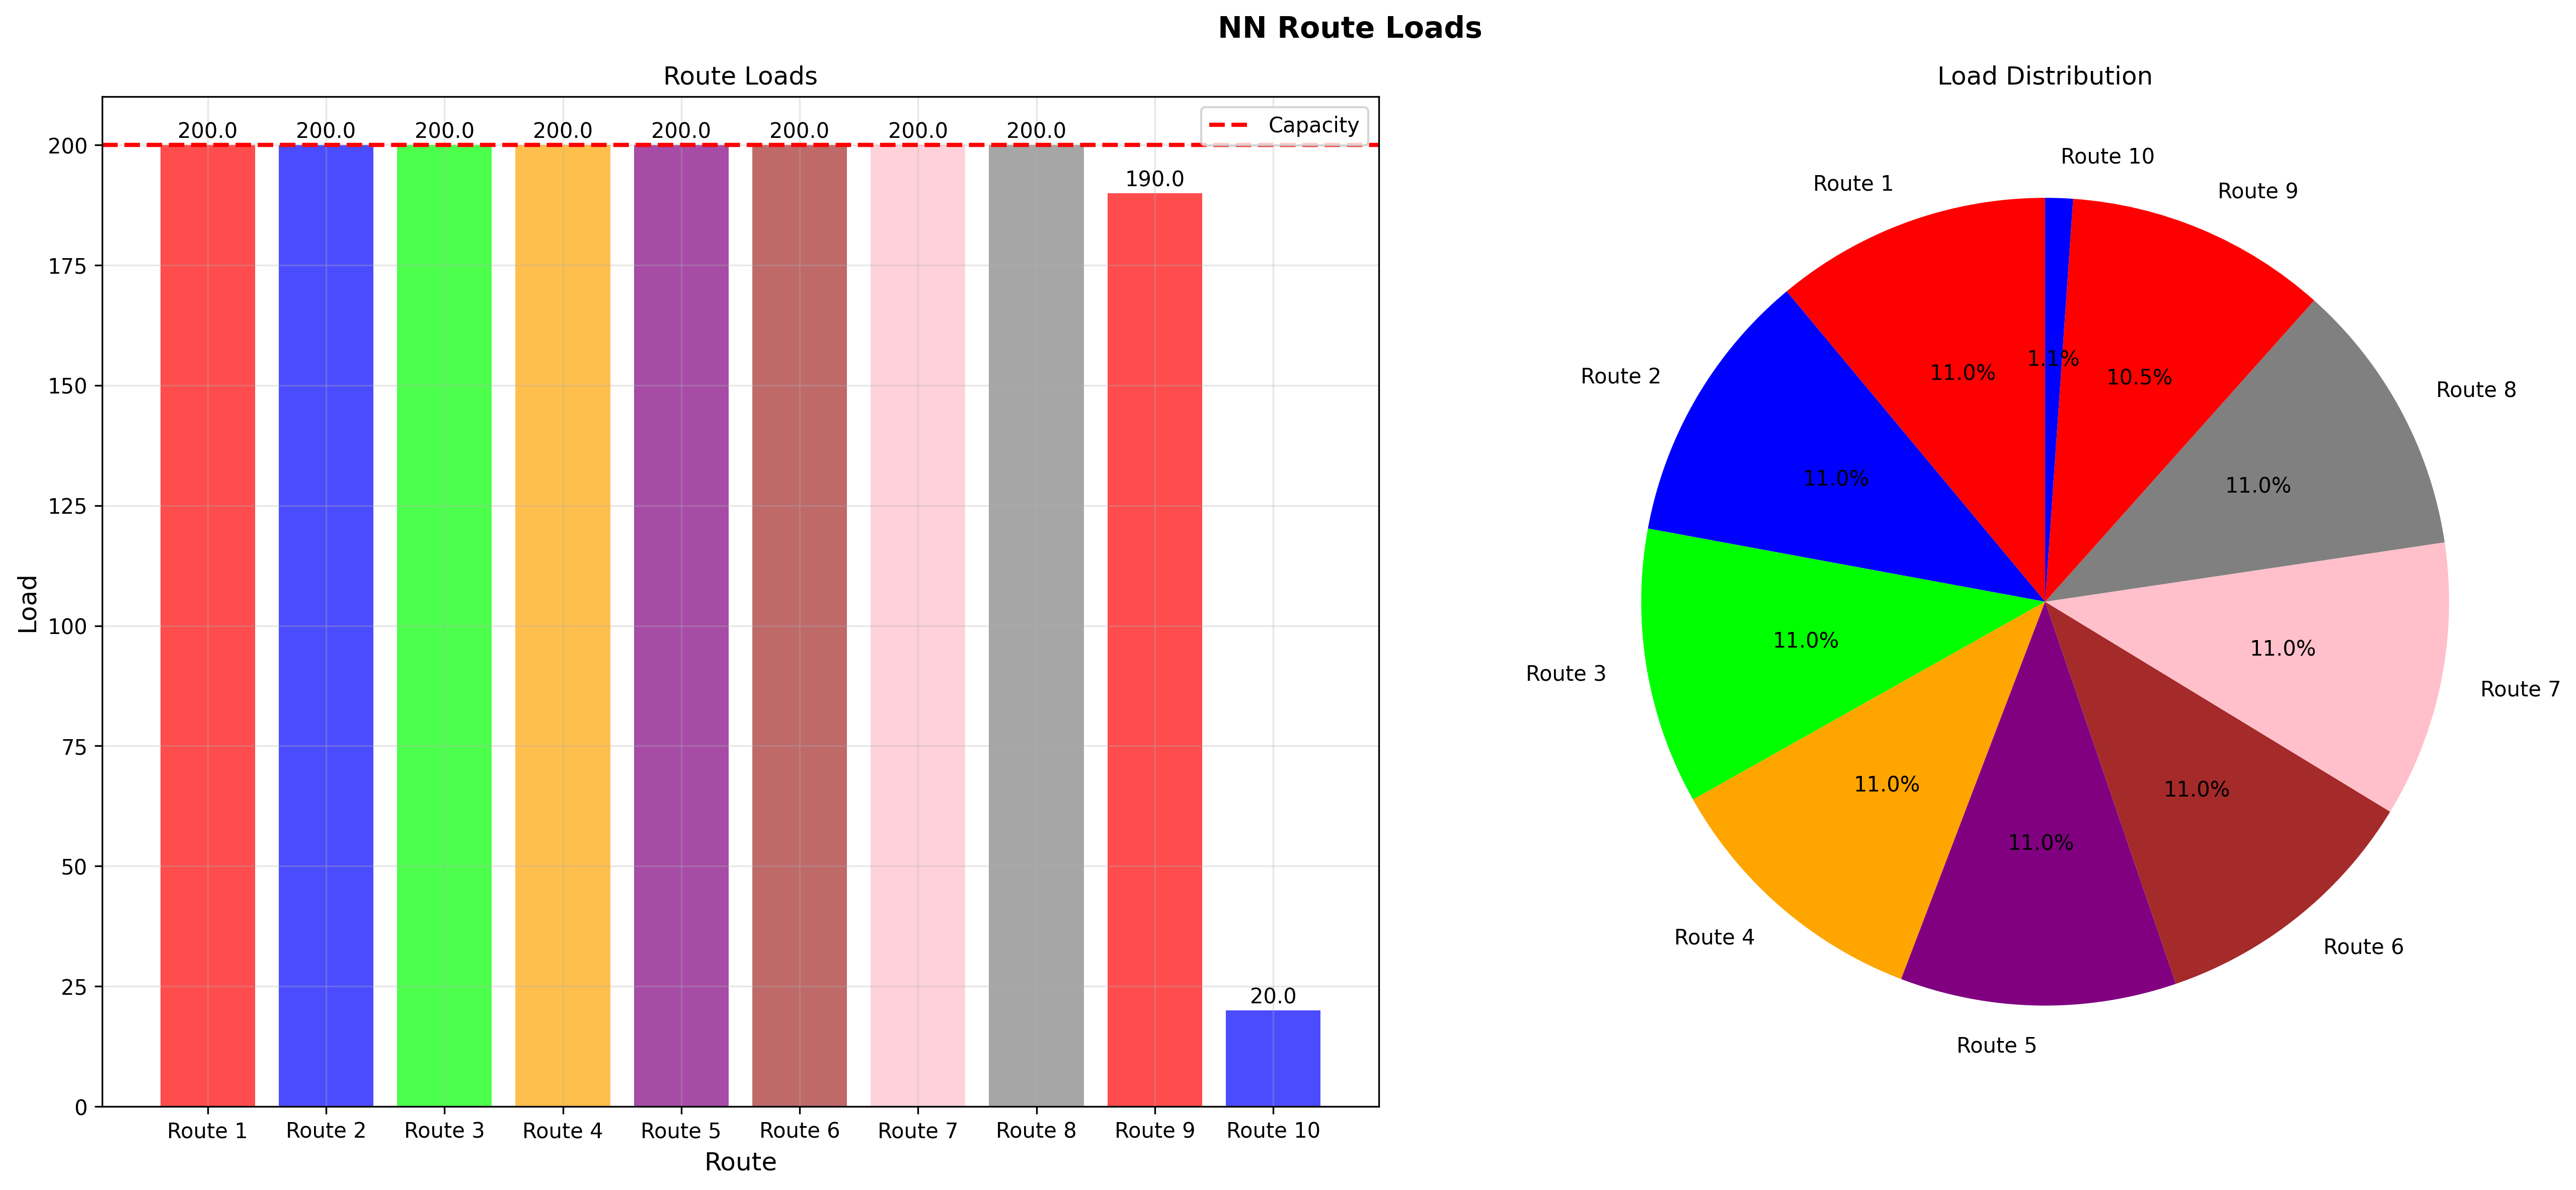 NN Route Loads
Route Loads
Capacity
200.0
200.0
200.0
200.0
200.0
200.0
200.0
200.0
190.0
20.0
200
175
150
125
100
75
50
25
0
Load
Route 1
Route 2
Route 3
Route 4
Route 5
Route 6
Route 7
Route 8
Route 9
Route 10
Route
Load Distribution
Route 1
Route 2
Route 3
Route 4
Route 5
Route 6
Route 7
Route 8
Route 9
Route 10
11.0%
11.0%
11.0%
11.0%
11.0%
11.0%
11.0%
11.0%
10.5%
1.1%